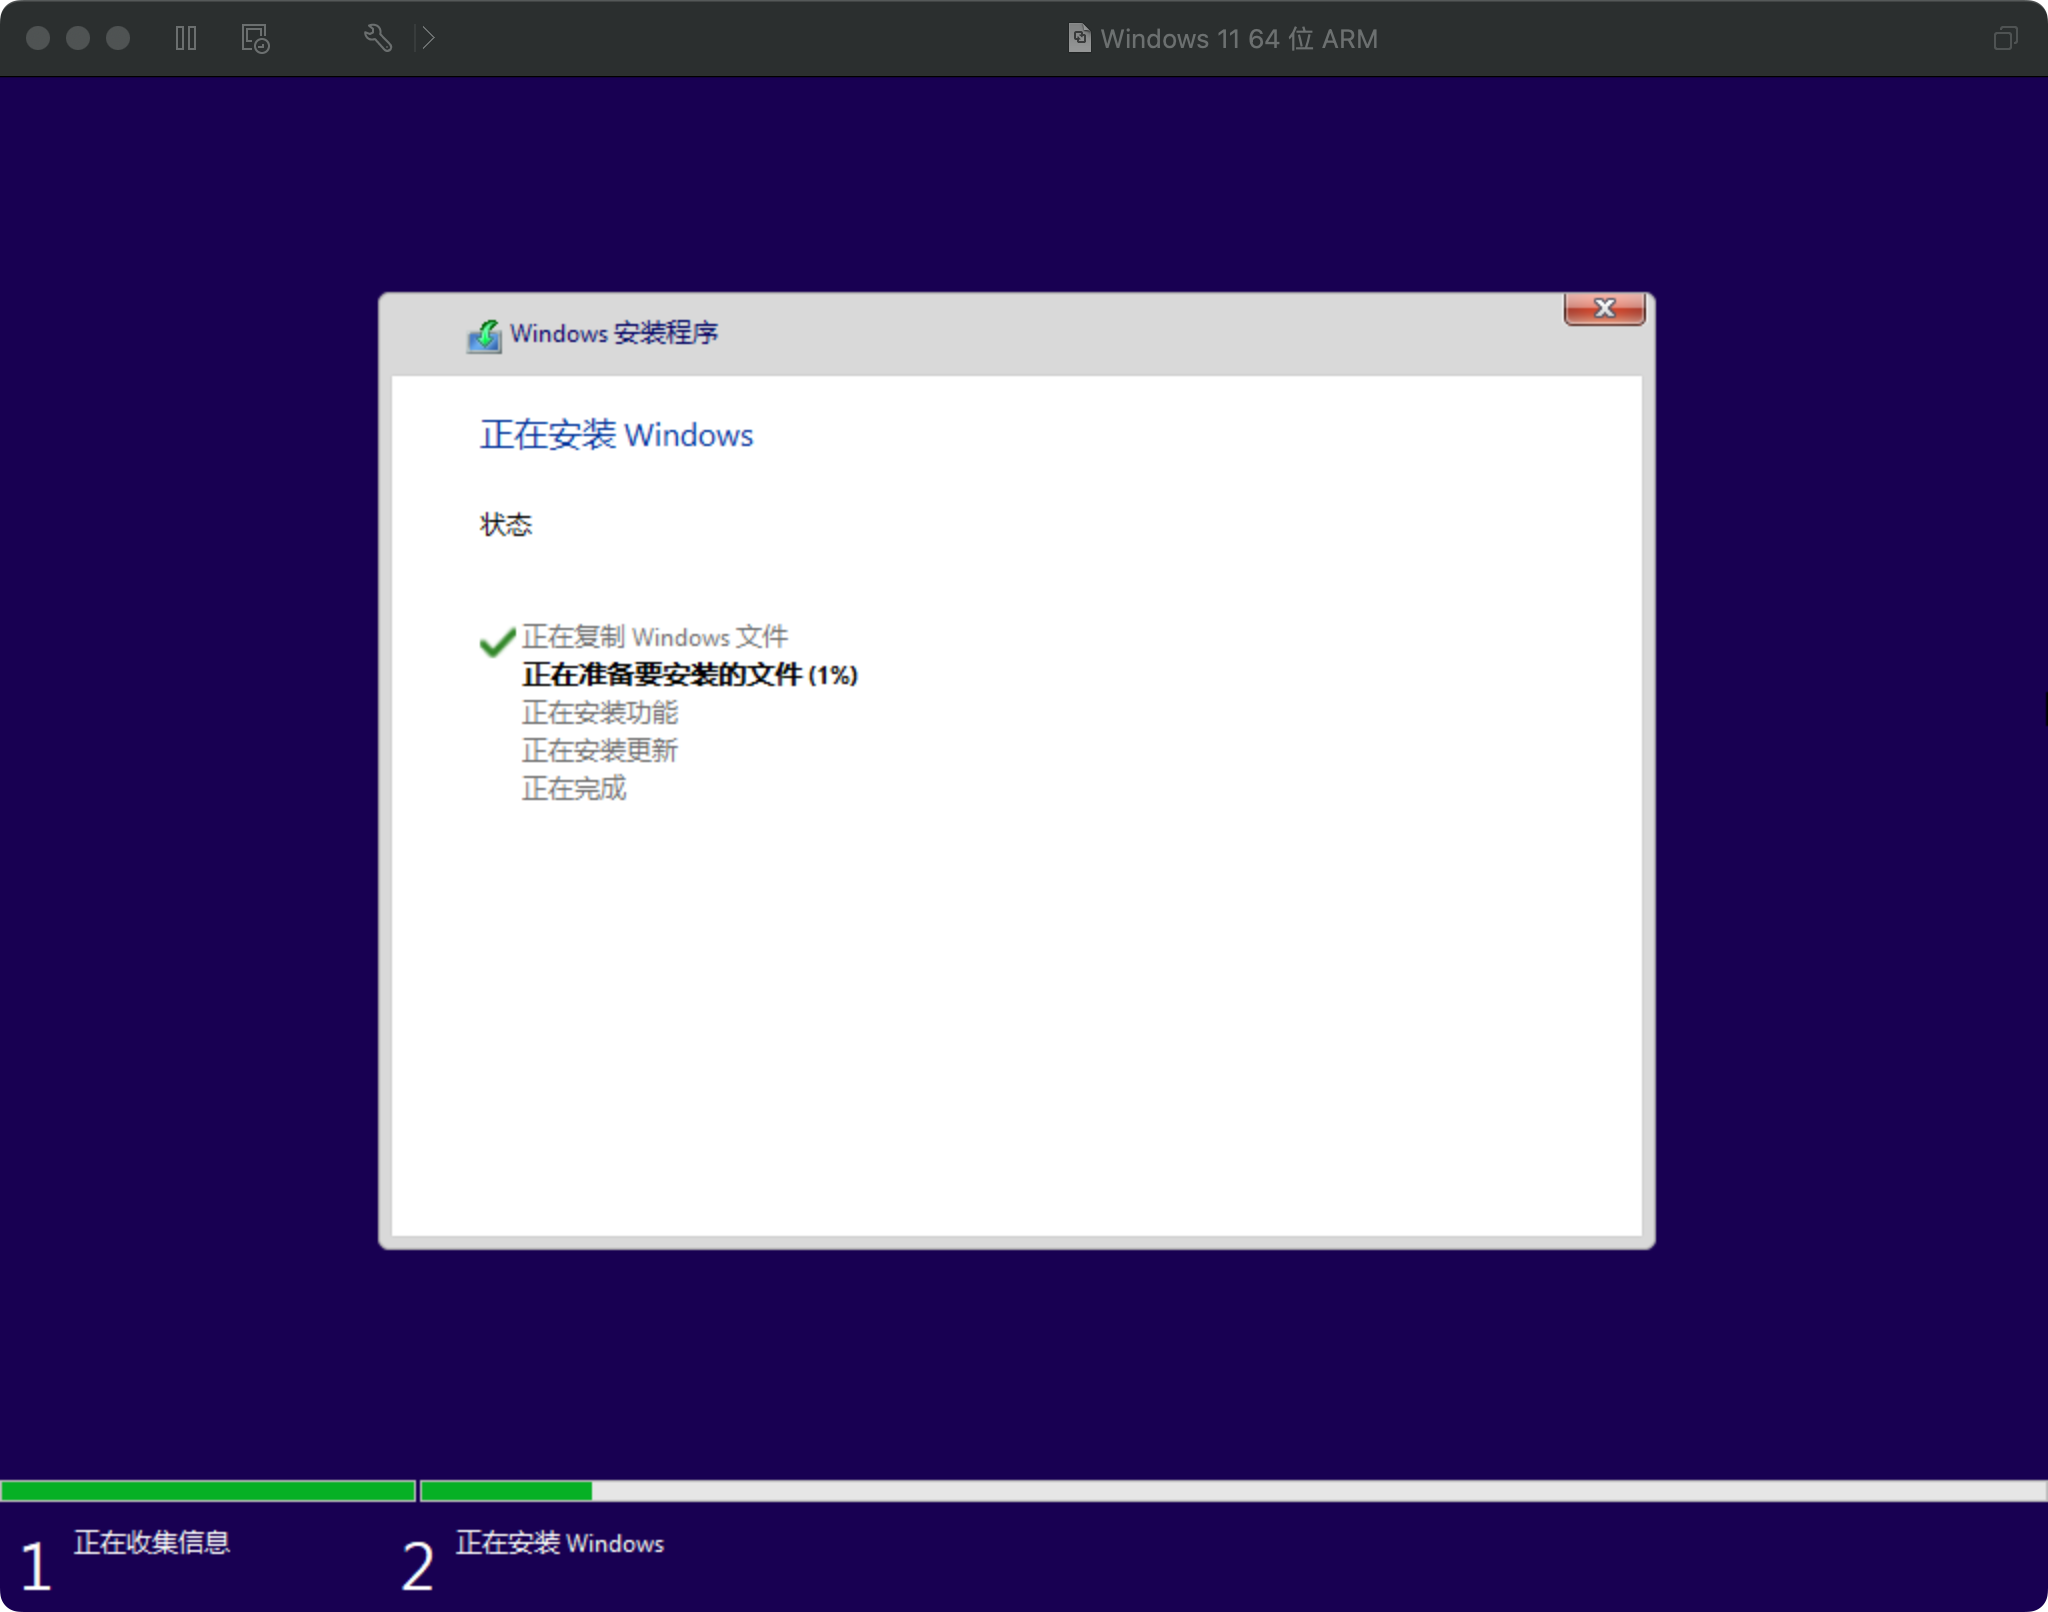 Windows 11 64 位 ARM
Windows 安装程序
正在安装 Windows
状态
正在复制 Windows 文件
正在准备要安装的文件 (1%)
正在安装功能
正在安装更新
正在完成
1 正在收集信息
2 正在安装 Windows